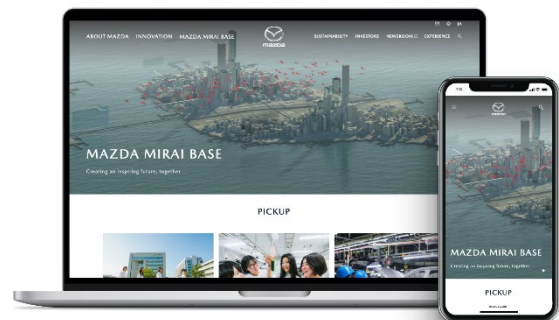 ABOUT MAZDA INNOVATION MAZDA MIRAI BASE
mazda
SUSTAINABILITY INVESTORS NEWSROOM EXPERIENCE
MAZDA MIRAI BASE
Creating an inspiring future, together
PICKUP
MAZDA MIRAI BASE
Creating an inspiring future, together
PICKUP